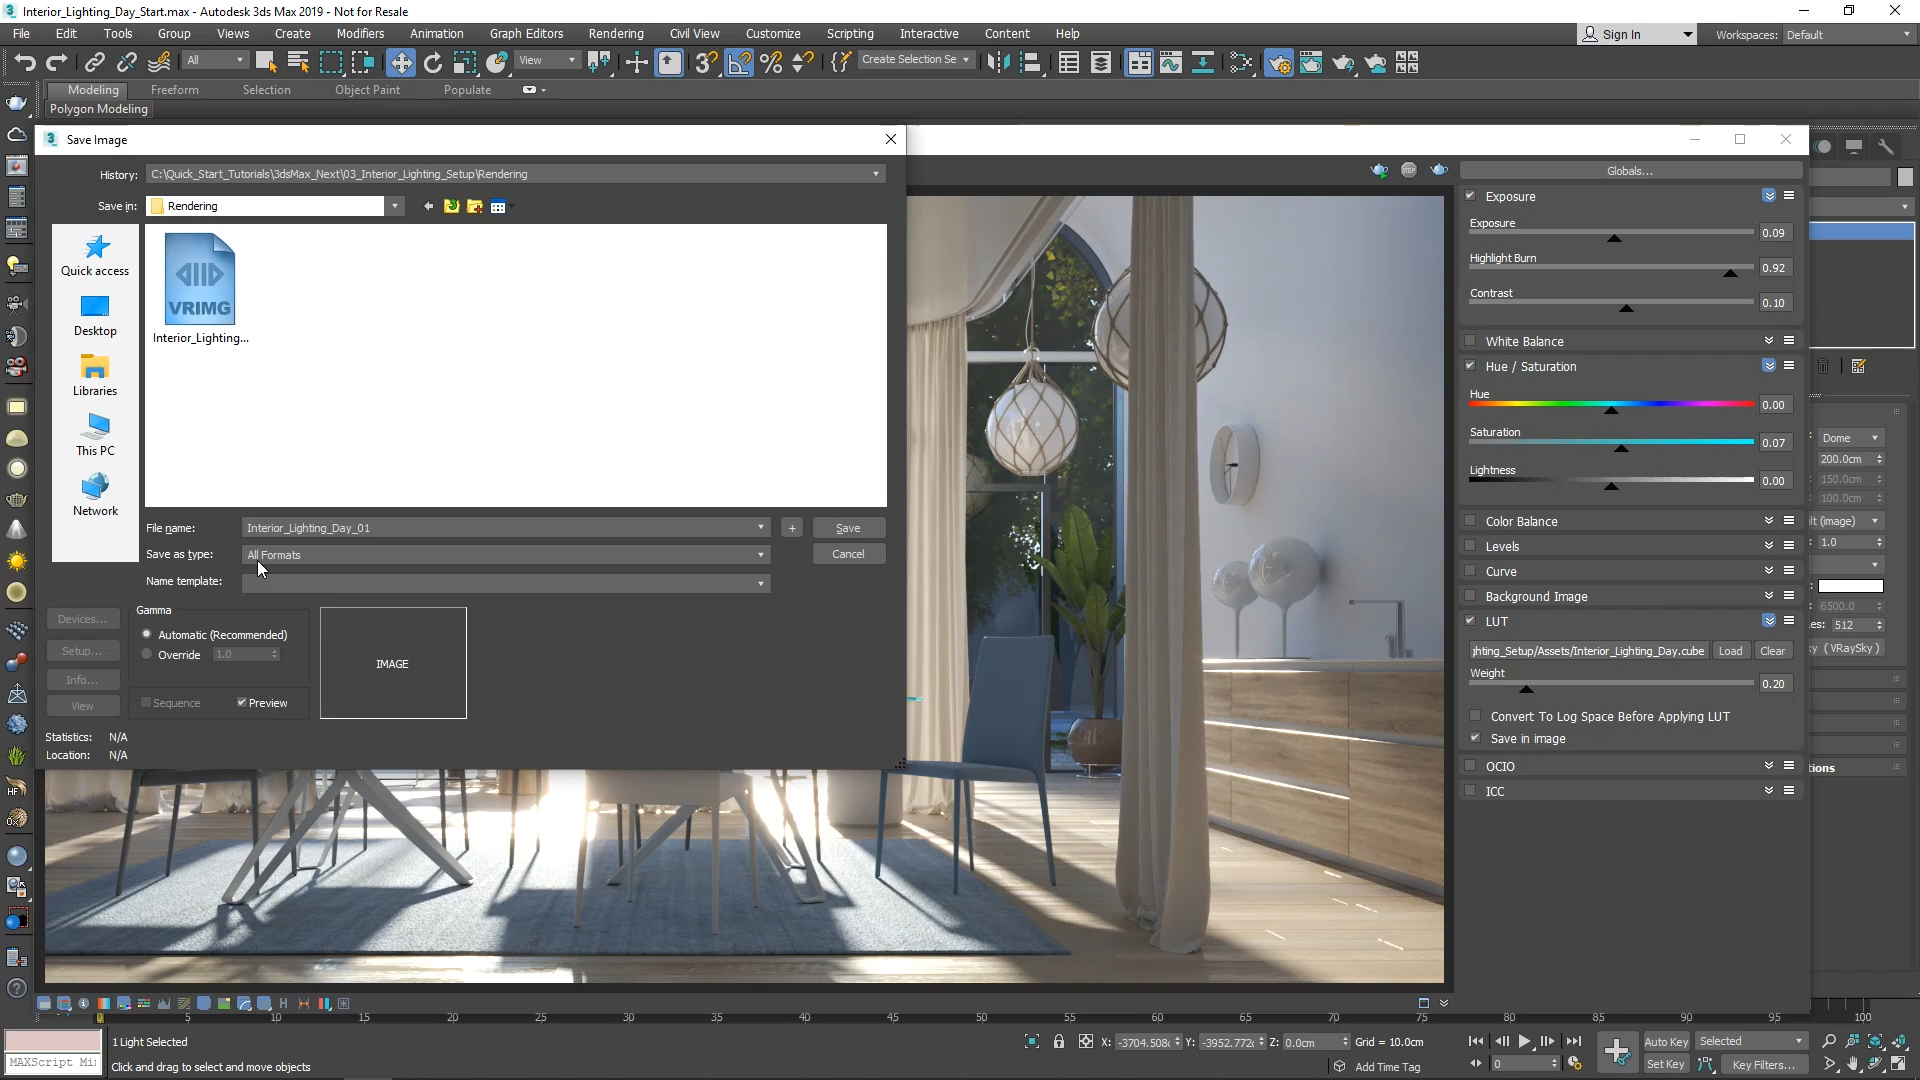 Interior_Lighting_Day_Start.max - Autodesk 3ds Max 2019 - Not for Resale
File Edit Tools Group Views Create Modifiers Animation Graph Editors Rendering Civil View Customize Scripting Interactive Content Help
Sign In Workspaces: Default
All View Create Selection Se
Modeling Freeform Selection Object Paint Populate
Polygon Modeling
Save Image
History: C:\Quick_Start_Tutorials\3dsMax_Next\03_Interior_Lighting_Setup\Rendering
Save in: Rendering
Quick access
Desktop
Libraries
This PC
Network
VRIMG
Interior_Lighting...
File name: Interior_Lighting_Day_01 + Save
Save as type: All Formats Cancel
Name template:
Devices...
Setup...
Info...
View
Gamma
Automatic (Recommended)
Override 1.0
Sequence Preview
IMAGE
Statistics: N/A
Location: N/A
STOP
Globals...
Exposure
Exposure
0.09
Highlight Burn
0.92
Contrast
0.10
White Balance
Hue / Saturation
Hue
0.00
Saturation
0.07
Lightness
0.00
Color Balance
Levels
Curve
Background Image
LUT
hting_Setup/Assets/Interior_Lighting_Day.cube Load Clear
Weight
0.20
Convert To Log Space Before Applying LUT
Save in image
OCIO
ICC
: Dome
200.0cm
150.0cm
100.0cm
lt (image)
: 1.0
6500.0
es: 512
ky ( VRaySky )
tions
HF
H
0 5 10 15 20 25 30 35 40 45 50 55 60 65 70 75 80 85 90 95 100
1 Light Selected
MAXScript Mi
Click and drag to select and move objects
X: -3704.508c Y: -3952.772c Z: 0.0cm Grid = 10.0cm
Add Time Tag
0
Auto Key Selected
Set Key Key Filters...